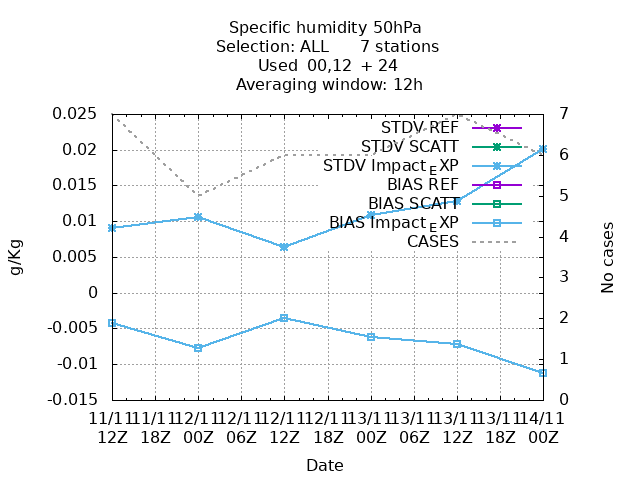 Specific humidity 50hPa
Selection: ALL 7 stations
Used 00,12 + 24
Averaging window: 12h
0.025
0.02
0.015
0.01
0.005
0
-0.005
-0.01
-0.015
g/Kg
STDV REF
STDV SCATT
STDV Impact_EXP
BIAS REF
BIAS SCATT
BIAS Impact_EXP
CASES
7
6
5
4
3
2
1
0
No cases
11/11 11/11 12/11 12/11 12/11 12/11 13/11 13/11 13/11 13/11 14/11
12Z 18Z 00Z 06Z 12Z 18Z 00Z 06Z 12Z 18Z 00Z
Date